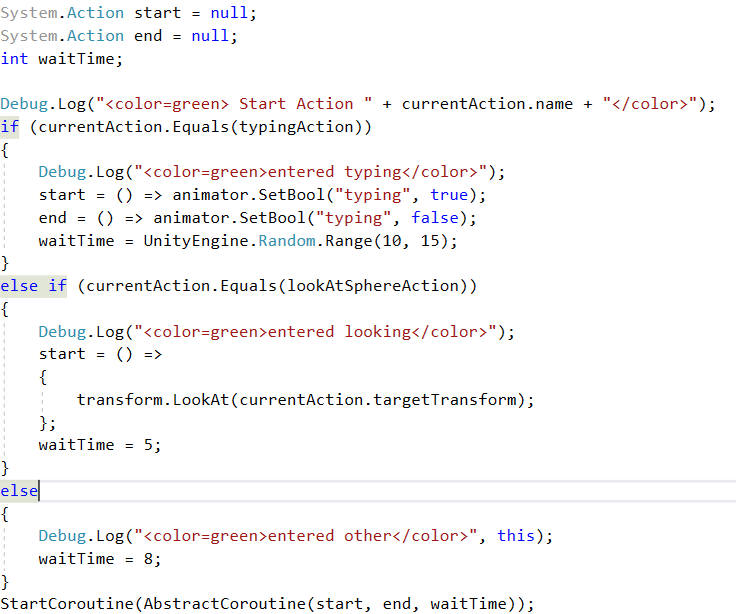 System.Action start = null;
System.Action end = null;
int waitTime;

Debug.Log("<color=green> Start Action " + currentAction.name + "</color>");
if (currentAction.Equals(typingAction))
{
    Debug.Log("<color=green>entered typing</color>");
    start = () => animator.SetBool("typing", true);
    end = () => animator.SetBool("typing", false);
    waitTime = UnityEngine.Random.Range(10, 15);
}
else if (currentAction.Equals(lookAtSphereAction))
{
    Debug.Log("<color=green>entered looking</color>");
    start = () =>
    {
        transform.LookAt(currentAction.targetTransform);
    };
    waitTime = 5;
}
else
{
    Debug.Log("<color=green>entered other</color>", this);
    waitTime = 8;
}
StartCoroutine(AbstractCoroutine(start, end, waitTime));